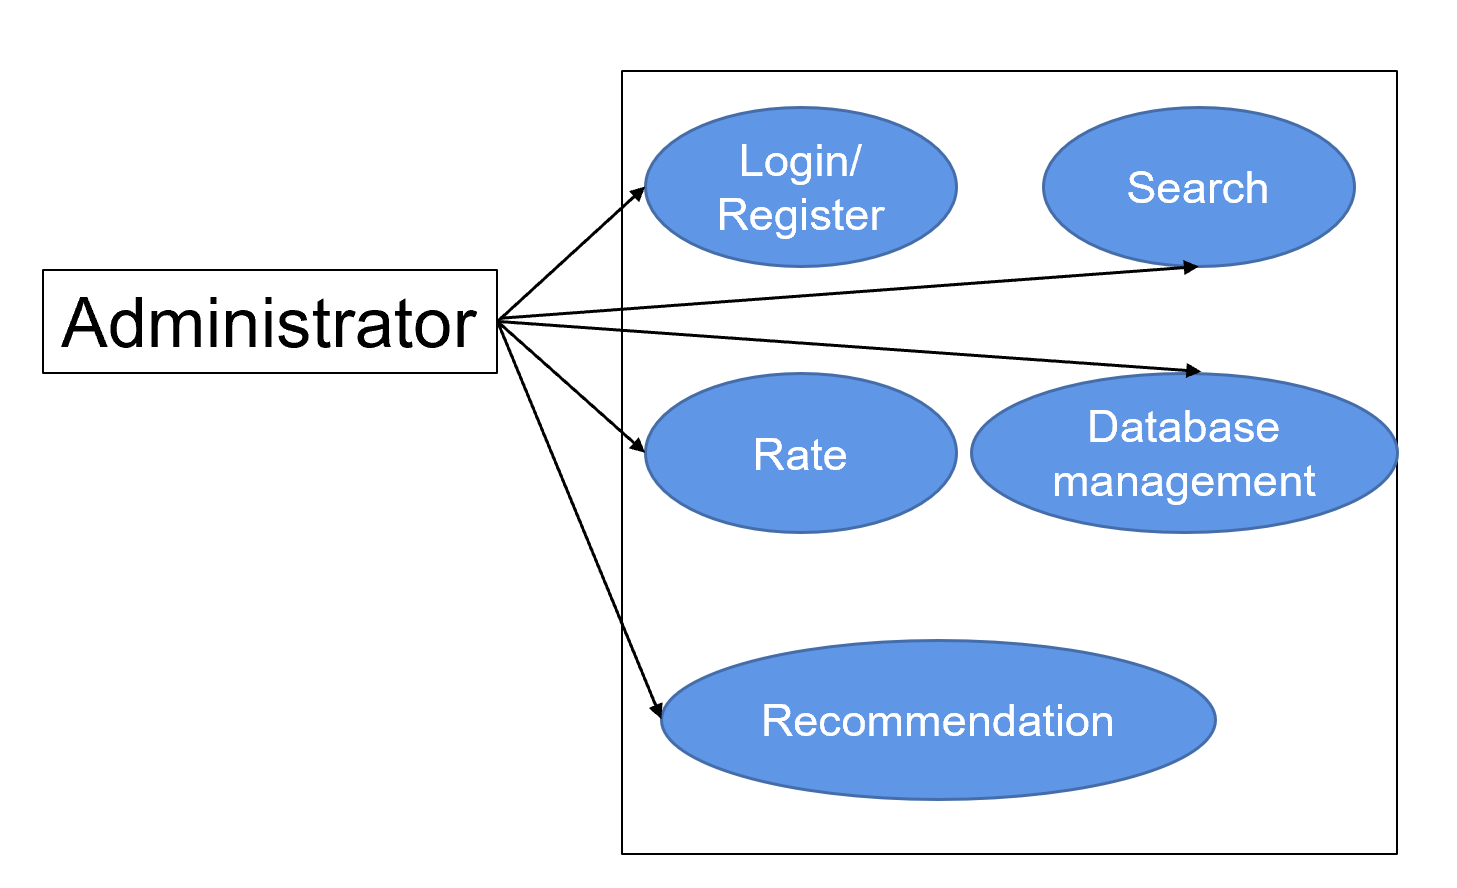 Login/
Register
Search
Administrator
Rate
Database
management
Recommendation